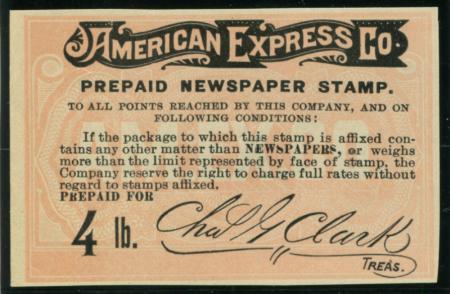 AMERICAN EXPRESS CO.
PREPAID NEWSPAPER STAMP.
TO ALL POINTS REACHED BY THIS COMPANY, AND ON
FOLLOWING CONDITIONS:
If the package to which this stamp is affixed con-
tains any other matter than NEWSPAPERS, or weighs
more than the limit represented by face of stamp, the
Company reserve the right to charge full rates without
regard to stamps affixed.
PREPAID FOR
4 lb. Chas G Clark
TREAS.